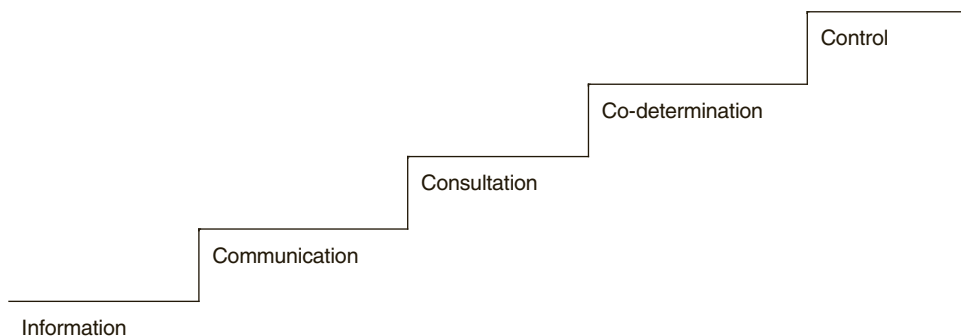 Control
Co-determination
Consultation
Communication
Information